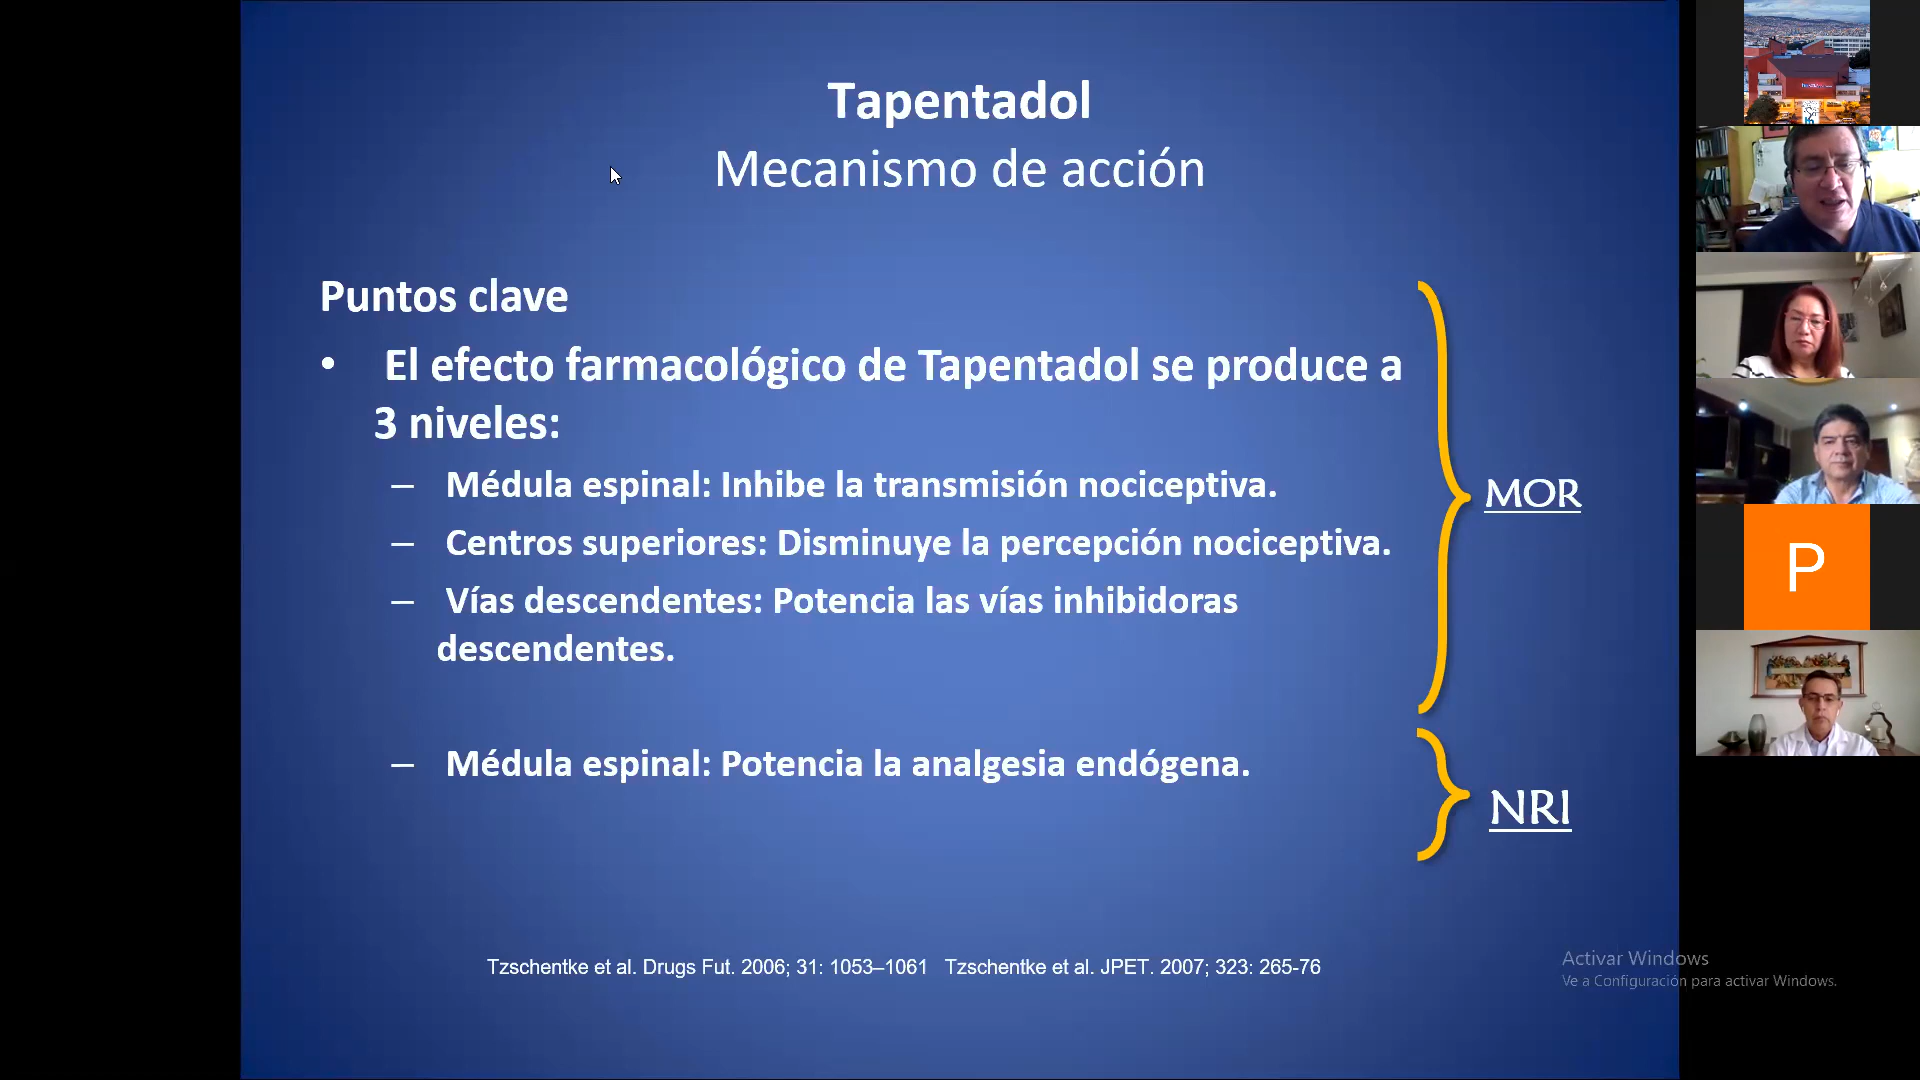 Tapentadol
Mecanismo de acción
Puntos clave
• El efecto farmacológico de Tapentadol se produce a
3 niveles:
– Médula espinal: Inhibe la transmisión nociceptiva.
– Centros superiores: Disminuye la percepción nociceptiva.
– Vías descendentes: Potencia las vías inhibidoras
descendentes.
MOR
– Médula espinal: Potencia la analgesia endógena.
NRI
Tzschentke et al. Drugs Fut. 2006; 31: 1053–1061 Tzschentke et al. JPET. 2007; 323: 265-76
Activar Windows
Ve a Configuración para activar Windows.
P